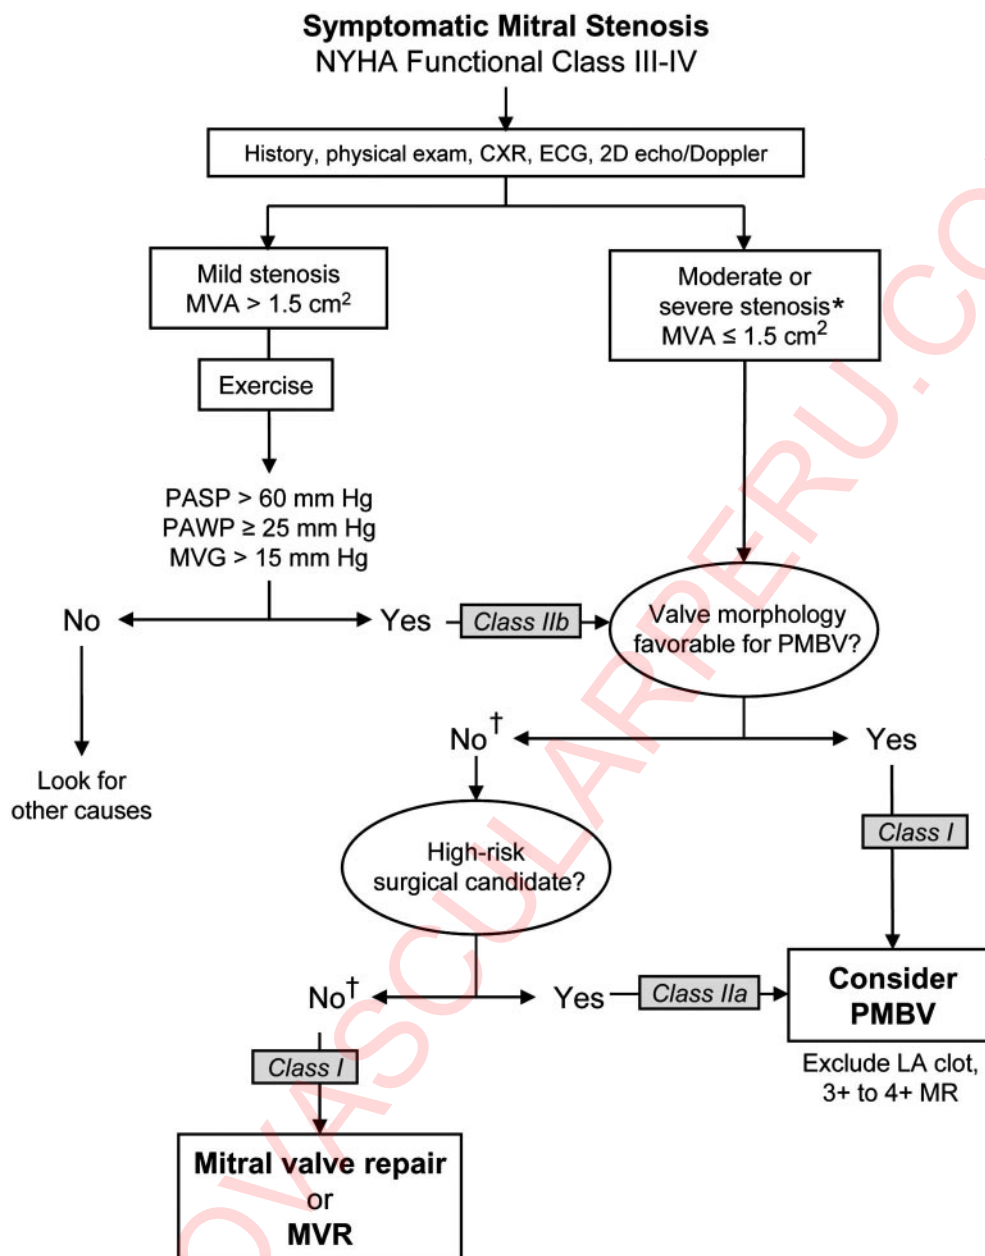 Symptomatic Mitral Stenosis
NYHA Functional Class III-IV
History, physical exam, CXR, ECG, 2D echo/Doppler
Mild stenosis
MVA > 1.5 cm²
Moderate or
severe stenosis*
MVA ≤ 1.5 cm²
Exercise
PASP > 60 mm Hg
PAWP ≥ 25 mm Hg
MVG > 15 mm Hg
No
Yes
Class IIb
Valve morphology
favorable for PMBV?
Look for
other causes
No†
Yes
Class I
High-risk
surgical candidate?
No†
Yes
Class IIa
Consider
PMBV
Exclude LA clot,
3+ to 4+ MR
Class I
Mitral valve repair
or
MVR
OVASCULARPERU.CO